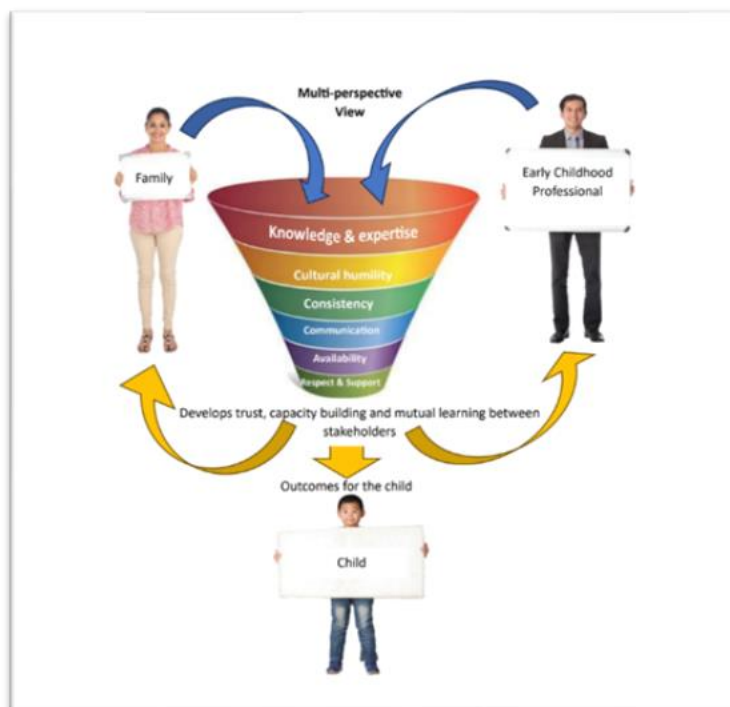 Multi-perspective
View
Family
Early Childhood
Professional
Knowledge & expertise
Cultural humility
Consistency
Communication
Availability
Respect & Support
Develops trust, capacity building and mutual learning between
stakeholders
Outcomes for the child
Child